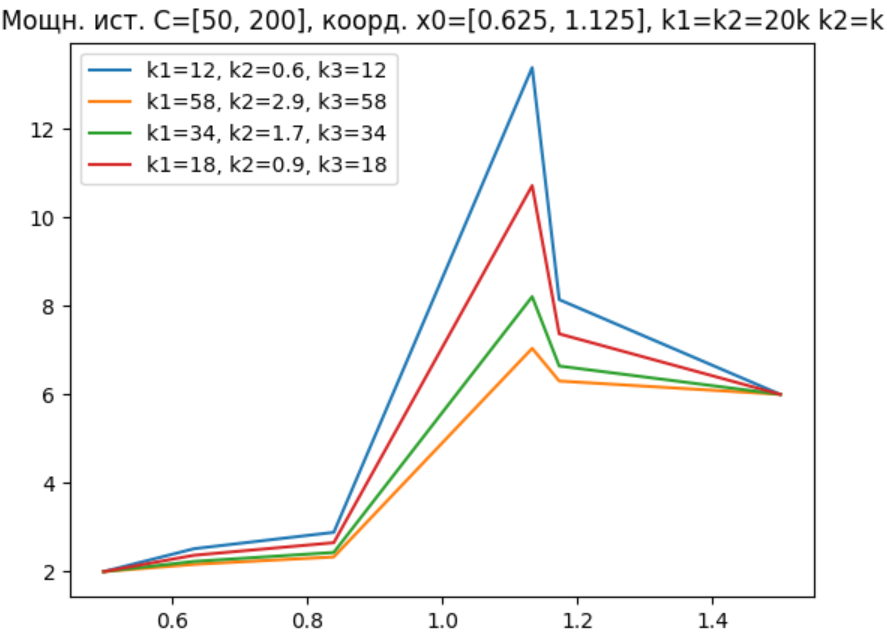 Мощн. ист. C=[50, 200], коорд. x0=[0.625, 1.125], k1=k2=20k k2=k
k1=12, k2=0.6, k3=12
k1=58, k2=2.9, k3=58
k1=34, k2=1.7, k3=34
k1=18, k2=0.9, k3=18
12
10
8
6
4
2
0.6 0.8 1.0 1.2 1.4